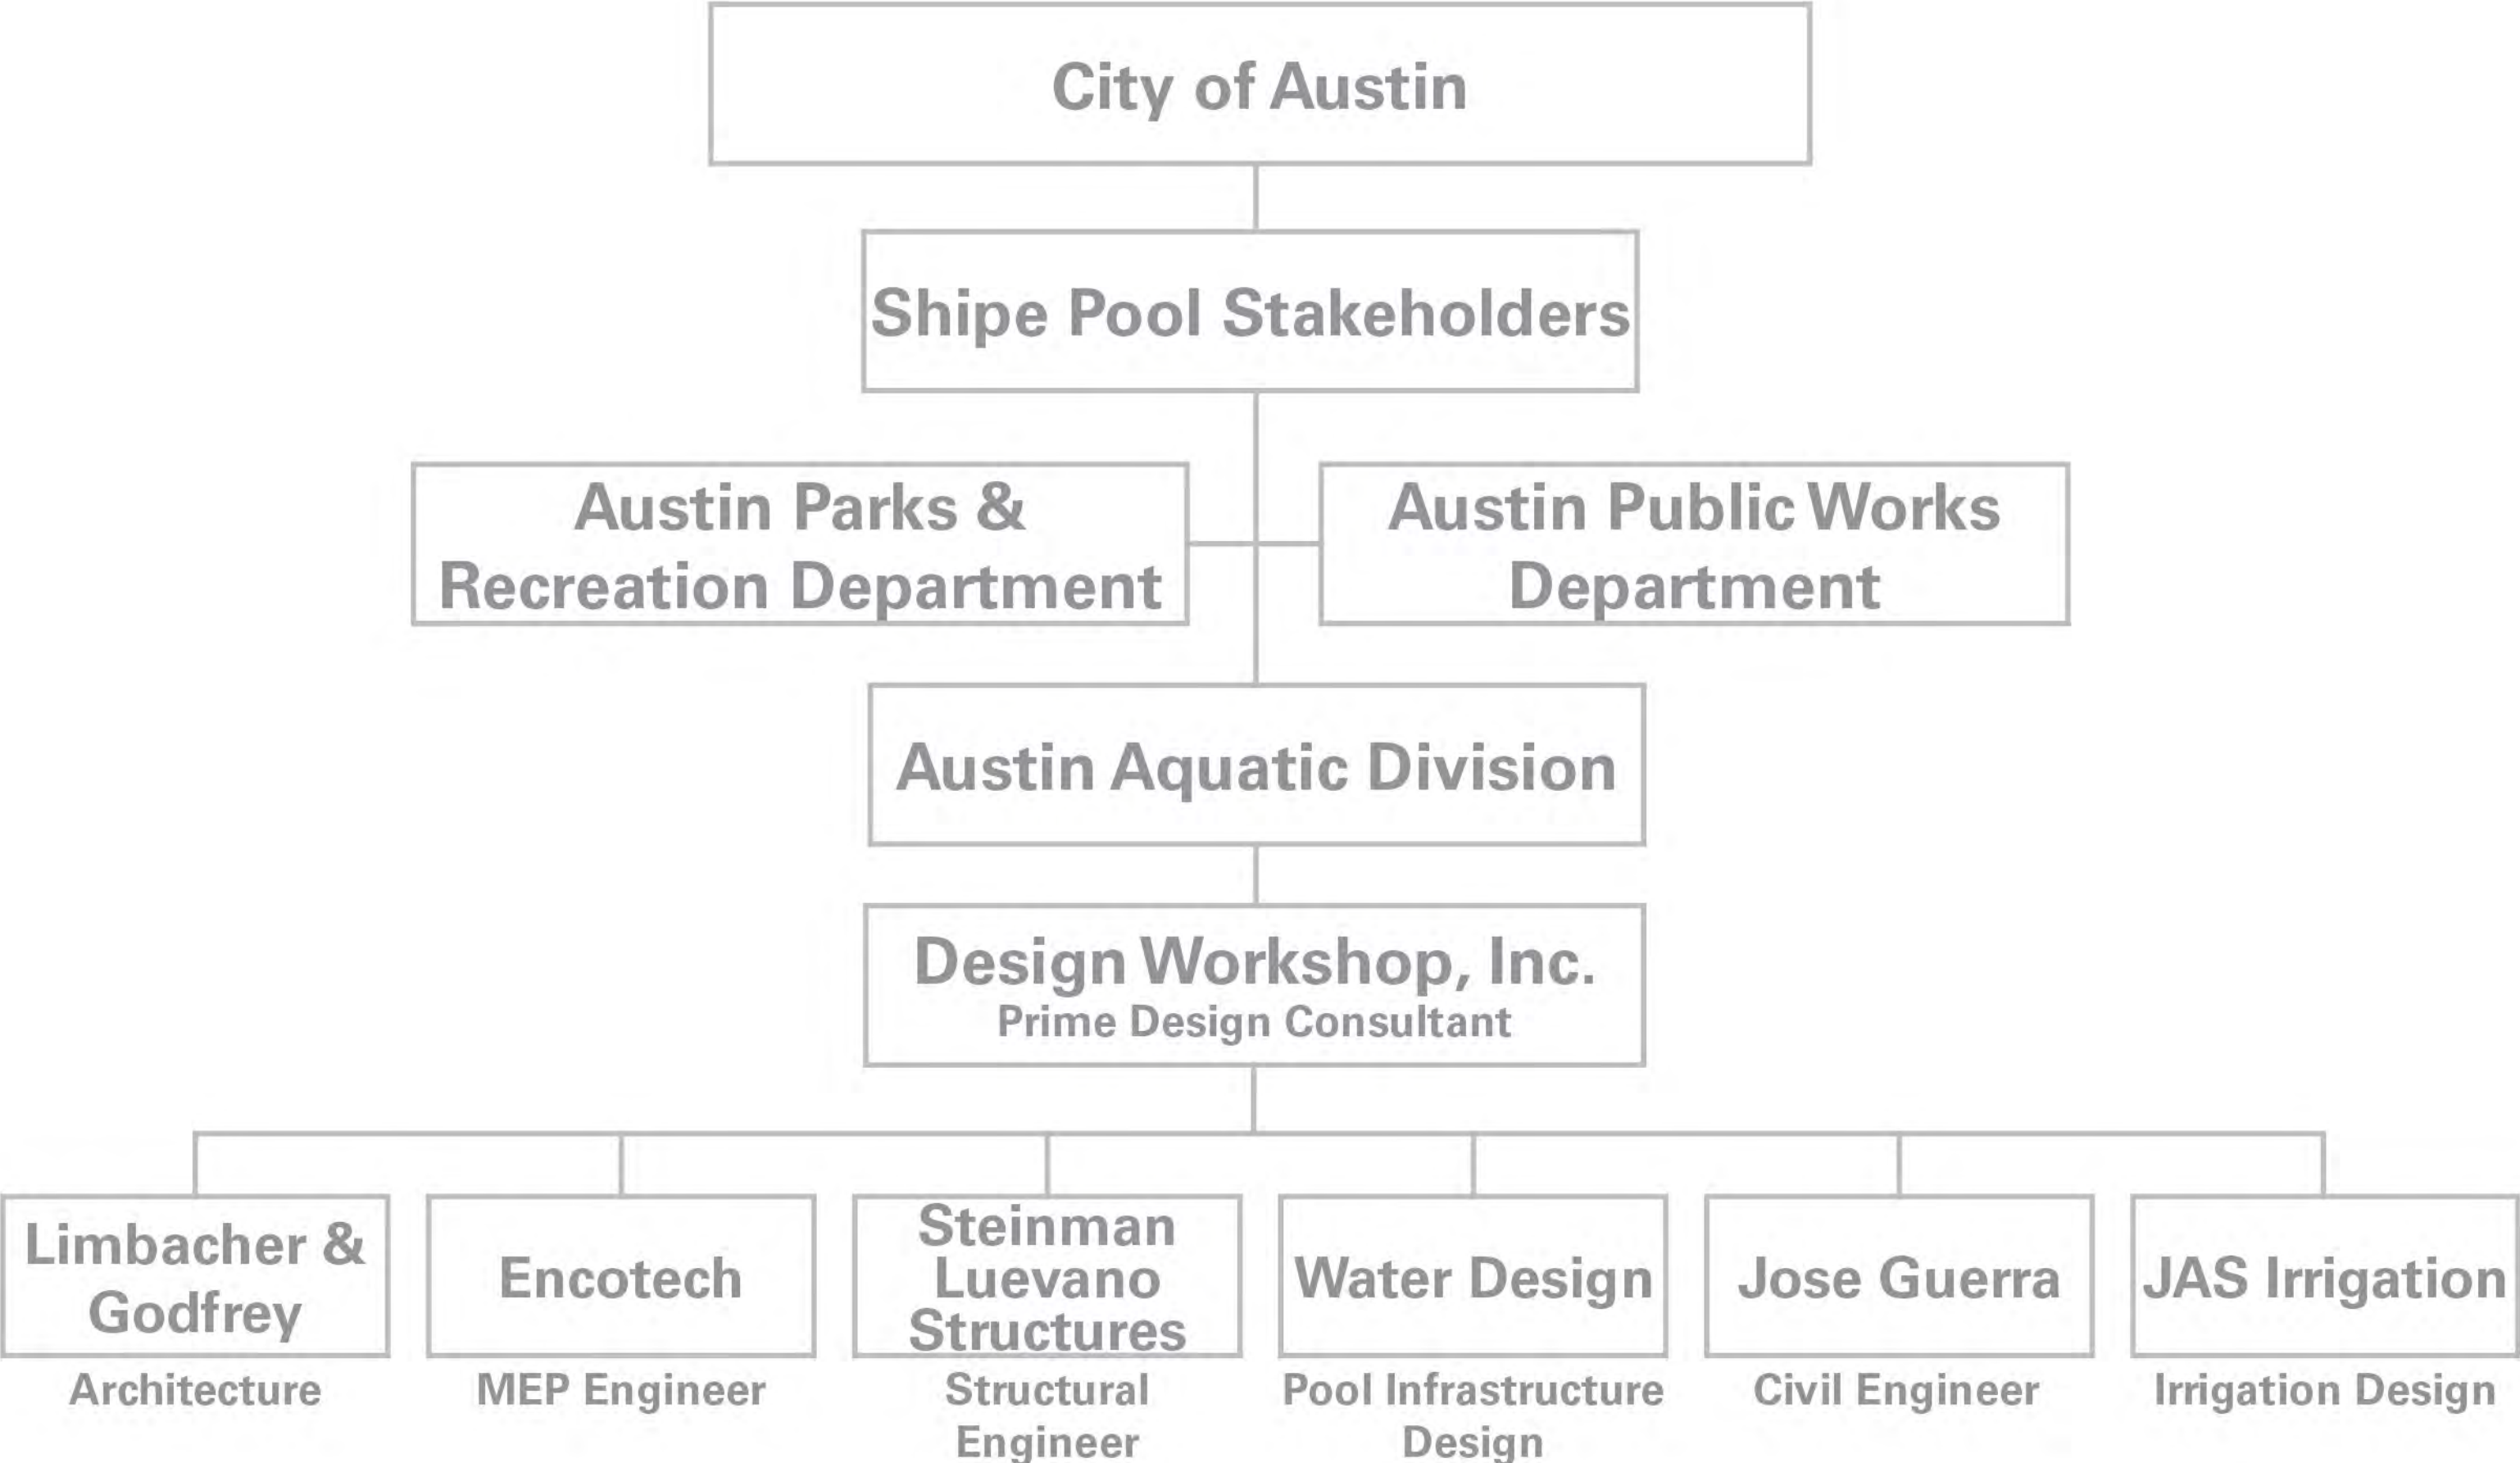 City of Austin
Shipe Pool Stakeholders
Austin Parks &
Recreation Department
Austin Public Works
Department
Austin Aquatic Division
Design Workshop, Inc.
Prime Design Consultant
Limbacher &
Godfrey
Architecture
Encotech
MEP Engineer
Steinman
Luevano
Structures
Structural
Engineer
Water Design
Pool Infrastructure
Design
Jose Guerra
Civil Engineer
JAS Irrigation
Irrigation Design